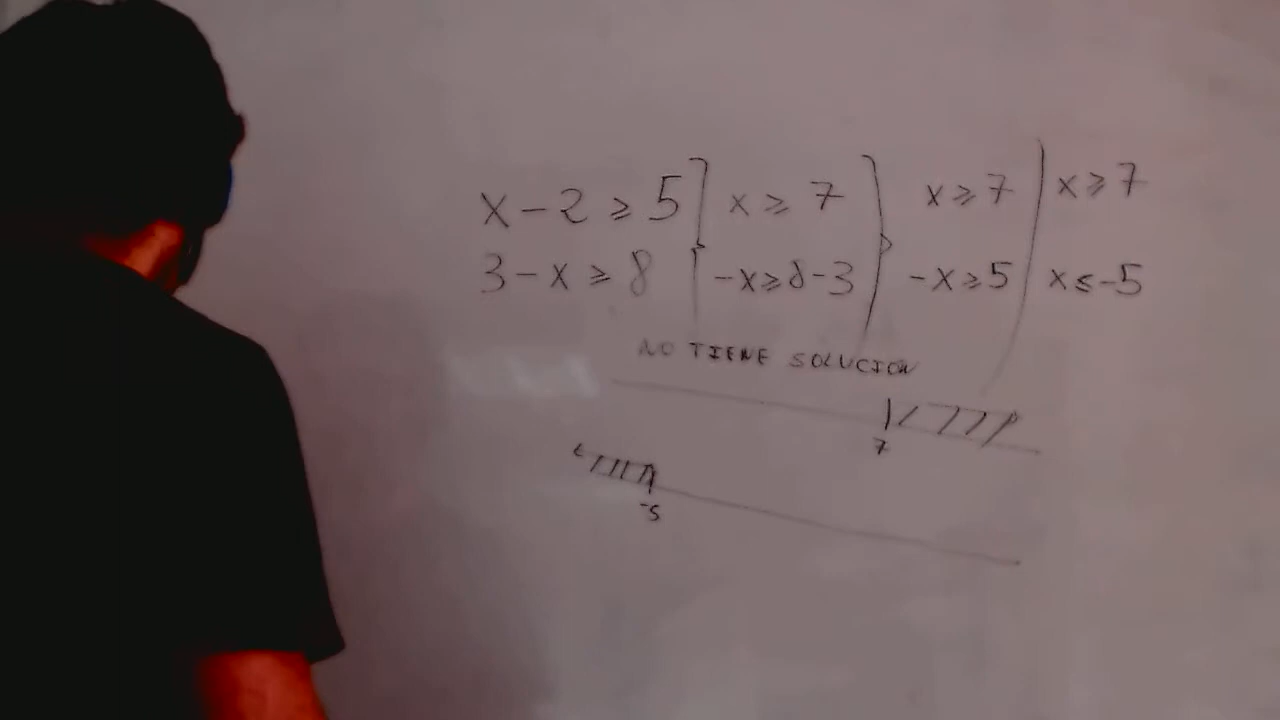 x-2≥5 } x≥7 } x≥7 ) x≥7
3-x≥8 } -x≥8-3 } -x≥5 ) x≤-5
NO TIENE SOLUCION
7
-5